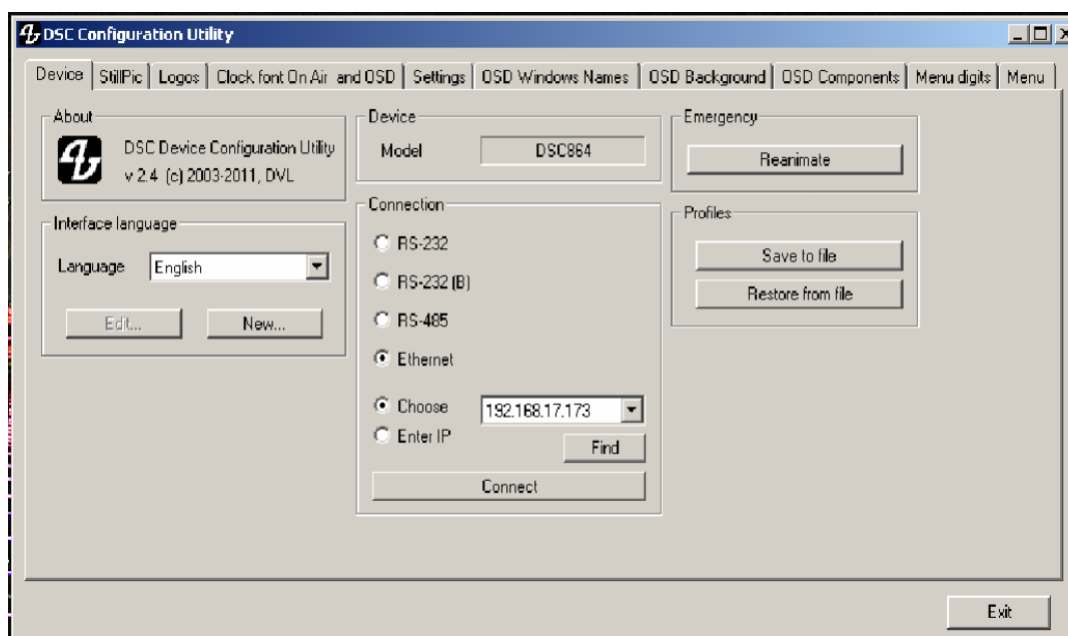 DSC Configuration Utility
Device StillPic Logos Clock font On Air and OSD Settings OSD Windows Names OSD Background OSD Components Menu digits Menu
About
DSC Device Configuration Utility
v 2.4 (c) 2003-2011, DVL
Interface language
Language English
Edit... New...
Device
Model DSC864
Connection
RS-232
RS-232 (B)
RS-485
Ethernet
Choose 192.168.17.173
Enter IP
Find
Connect
Emergency
Reanimate
Profiles
Save to file
Restore from file
Exit